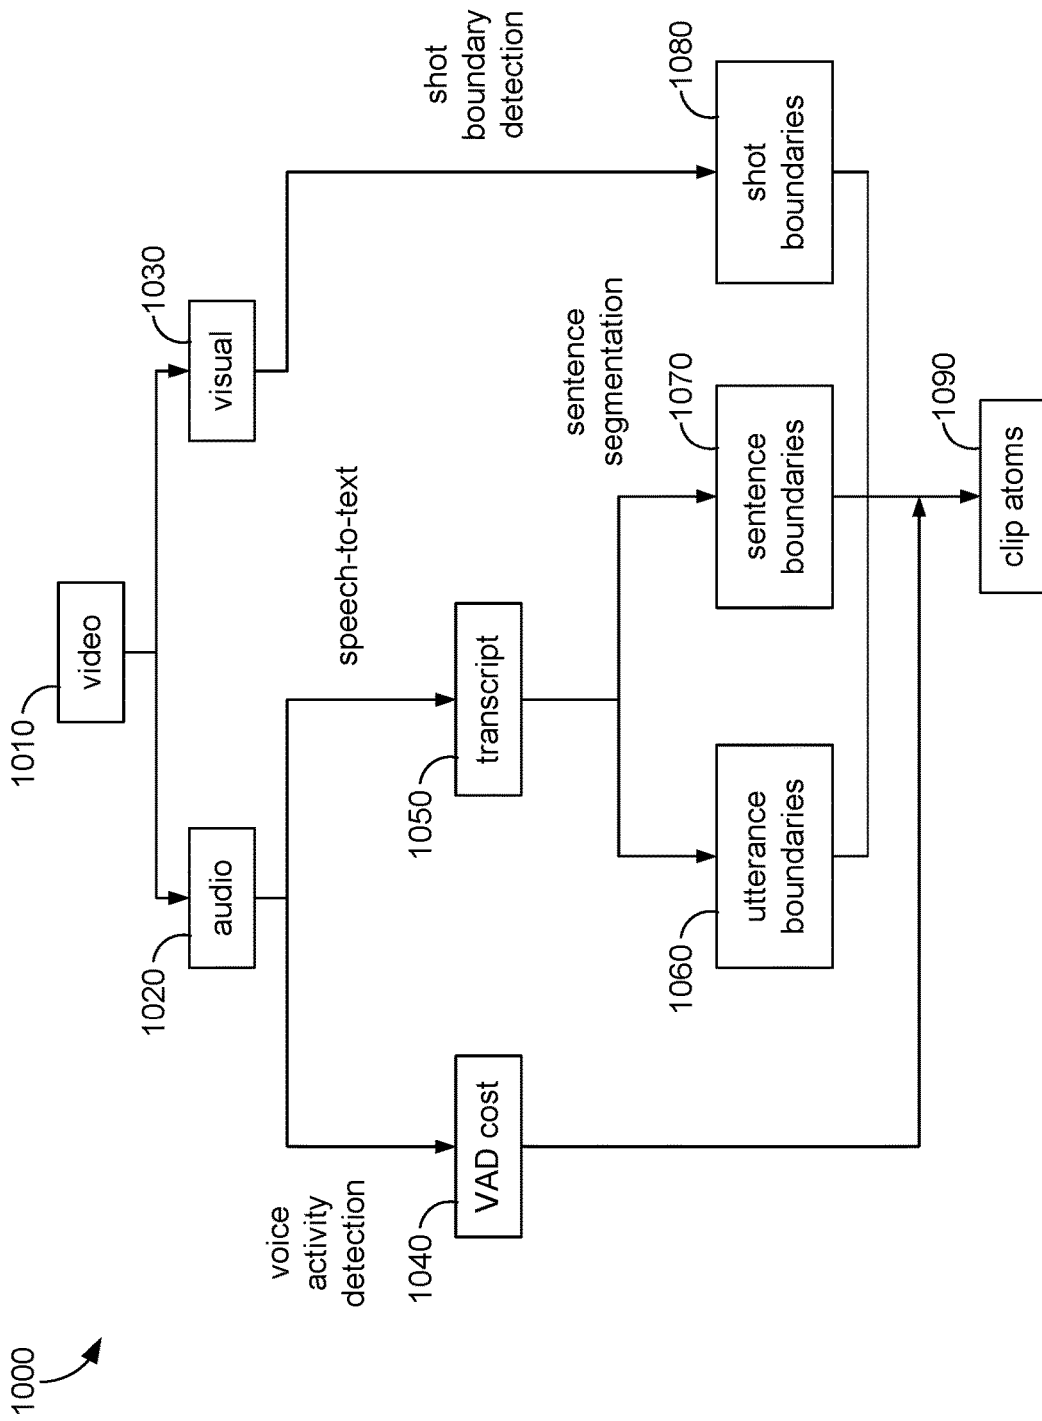 1000
1010
video
1020
audio
1030
visual
voice
activity
detection
speech-to-text
shot
boundary
detection
1040
VAD cost
1050
transcript
sentence
segmentation
1060
utterance
boundaries
1070
sentence
boundaries
1080
shot
boundaries
1090
clip atoms